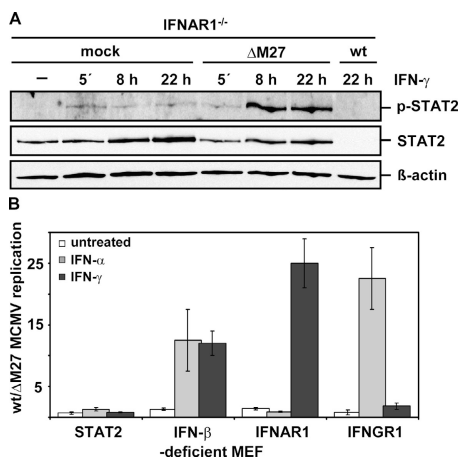 A
IFNAR1-/-
mock ΔM27 wt
– 5´ 8 h 22 h 5´ 8 h 22 h 22 h IFN-γ
p-STAT2
STAT2
ß-actin
B
untreated
IFN-α
IFN-γ
wt/ΔM27 MCMV replication
25
15
5
STAT2 IFN-β IFNAR1 IFNGR1
-deficient MEF